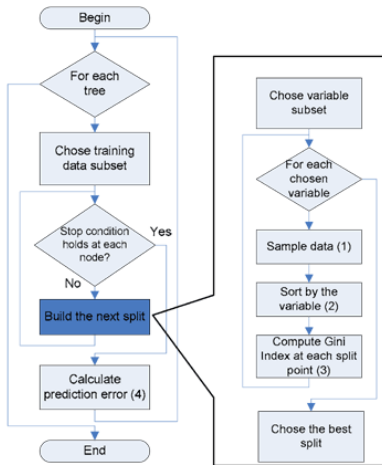 Begin
For each
tree
Chose training
data subset
Stop condition
holds at each
node?
Yes
No
Build the next split
Calculate
prediction error (4)
End
Chose variable
subset
For each
chosen
variable
Sample data (1)
Sort by the
variable (2)
Compute Gini
Index at each split
point (3)
Chose the best
split